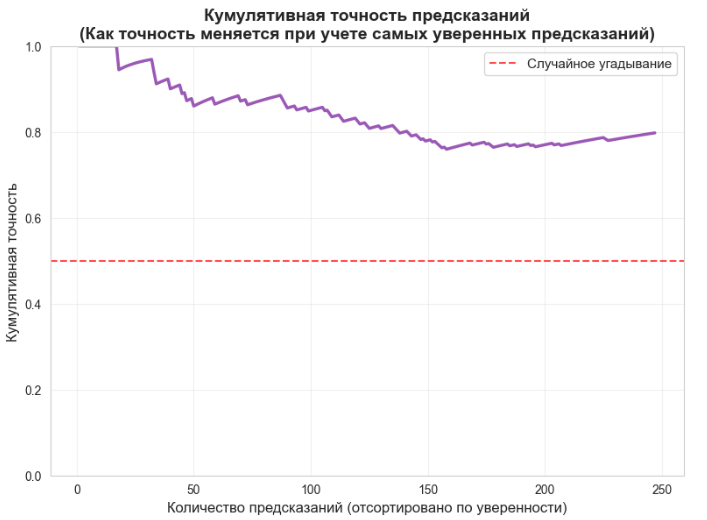 Кумулятивная точность предсказаний
(Как точность меняется при учете самых уверенных предсказаний)
Случайное угадывание
Кумулятивная точность
1.0
0.8
0.6
0.4
0.2
0.0
0
50
100
150
200
250
Количество предсказаний (отсортировано по уверенности)